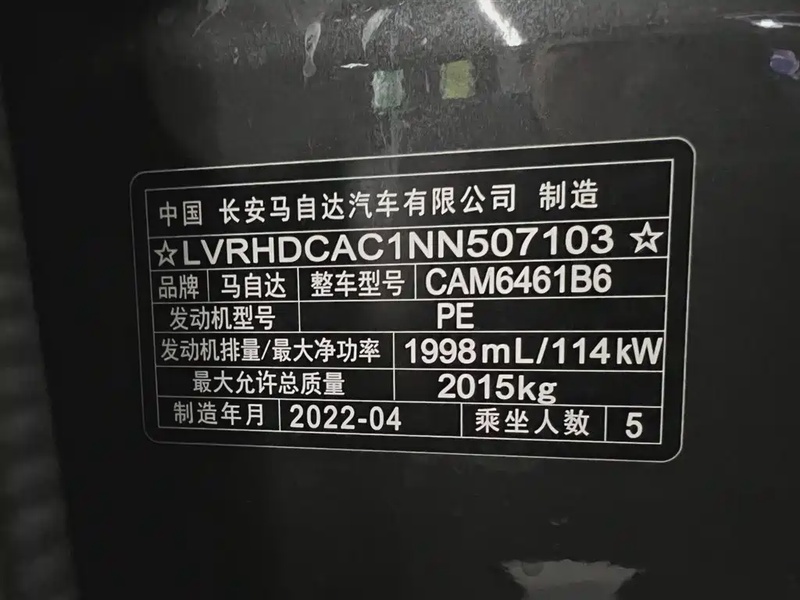 中国 长安马自达汽车有限公司 制造
☆LVRHDCAC1NN507103☆
品牌 马自达 整车型号 CAM6461B6
发动机型号 PE
发动机排量/最大净功率 1998mL/114kW
最大允许总质量 2015kg
制造年月 2022-04 乘坐人数 5